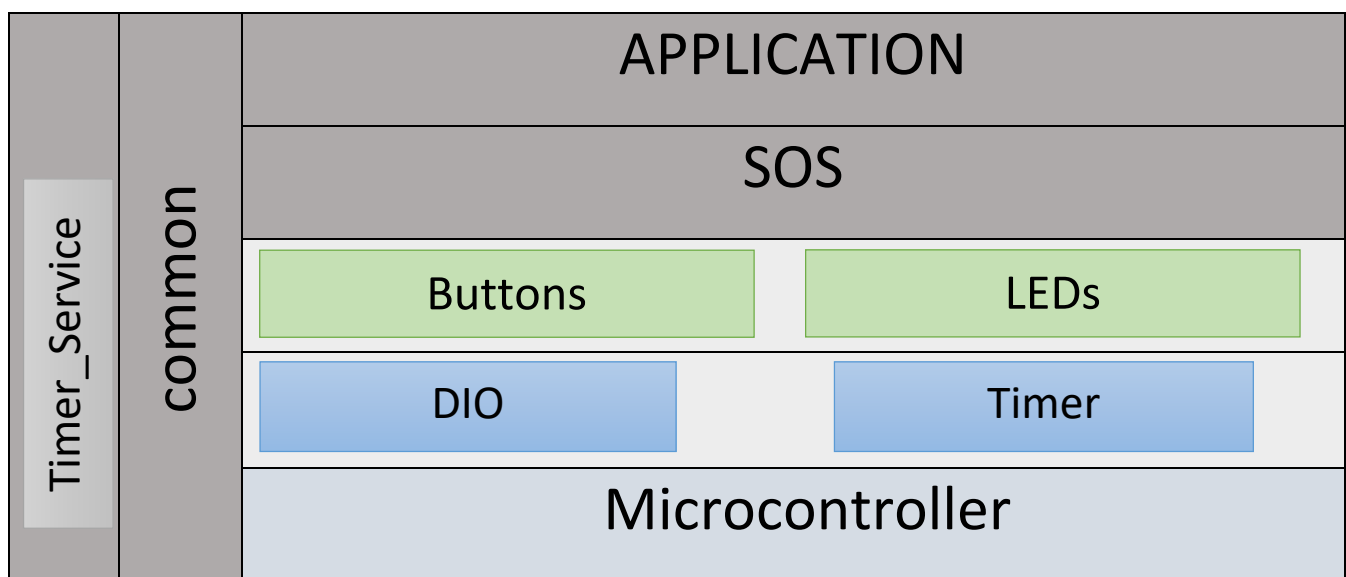 Timer_Service
common
APPLICATION
SOS
Buttons
LEDs
DIO
Timer
Microcontroller